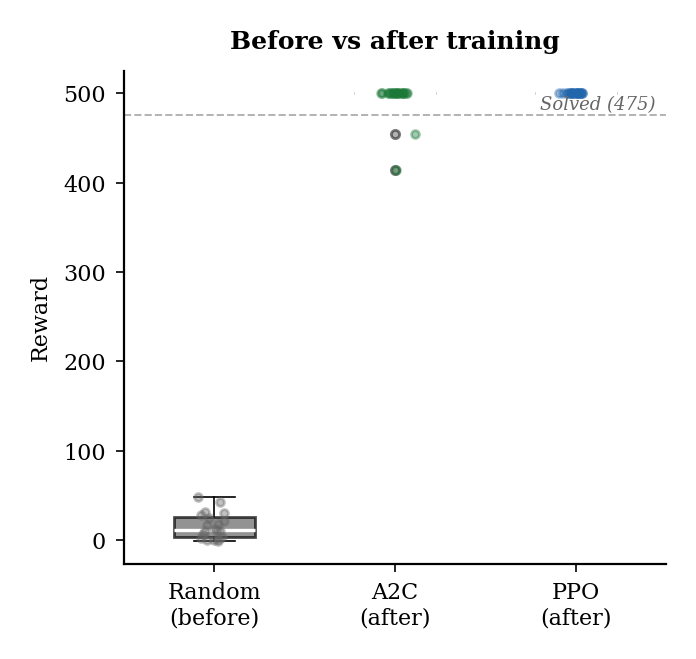 Before vs after training
Reward
500
400
300
200
100
0
Solved (475)
Random
(before)
A2C
(after)
PPO
(after)